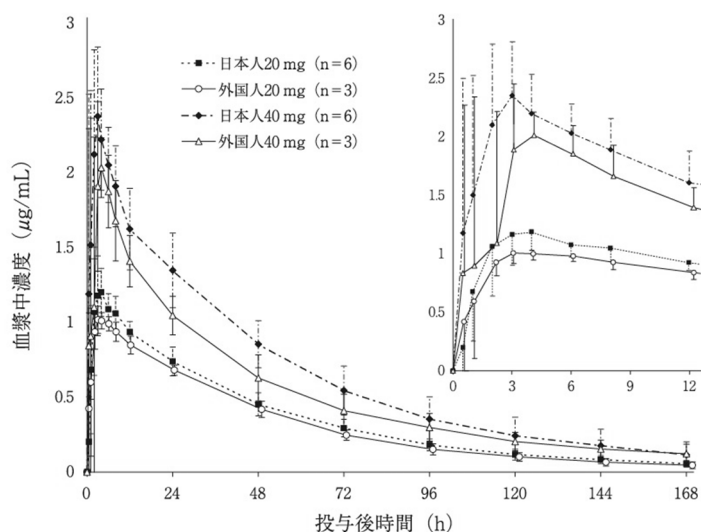 3
2.5
2
1.5
1
0.5
0
血漿中濃度（μg/mL）
日本人20 mg（n＝6）
外国人20 mg（n＝3）
日本人40 mg（n＝6）
外国人40 mg（n＝3）
0 24 48 72 96 120 144 168
投与後時間（h）
3
2.5
2
1.5
1
0.5
0
0 3 6 9 12